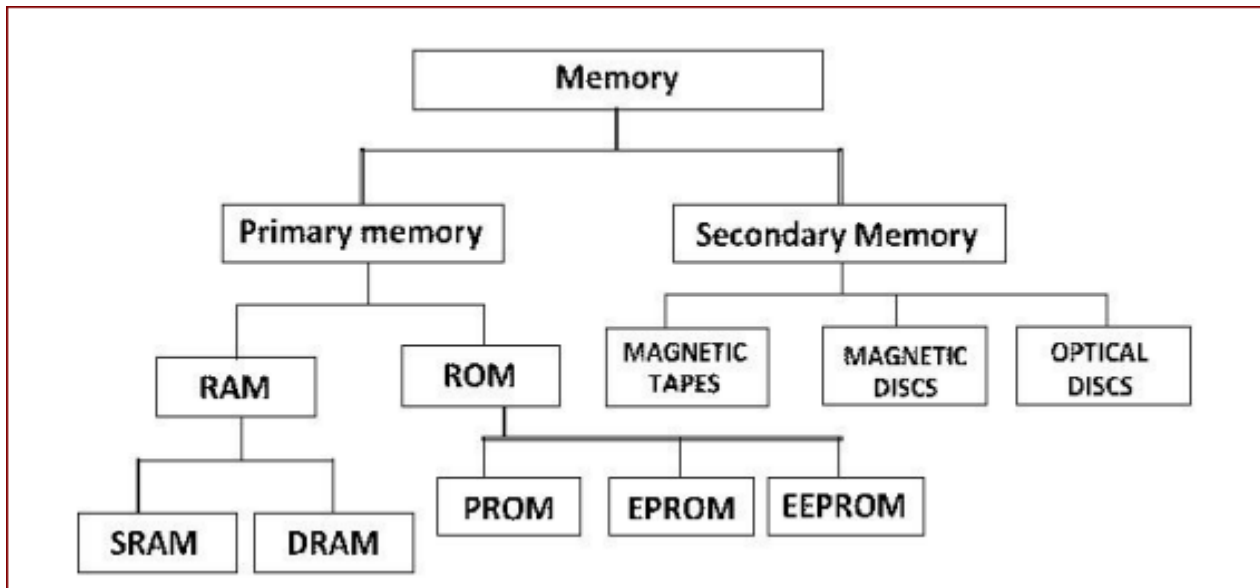 Memory
Primary memory
Secondary Memory
RAM
ROM
MAGNETIC
TAPES
MAGNETIC
DISCS
OPTICAL
DISCS
SRAM
DRAM
PROM
EPROM
EEPROM